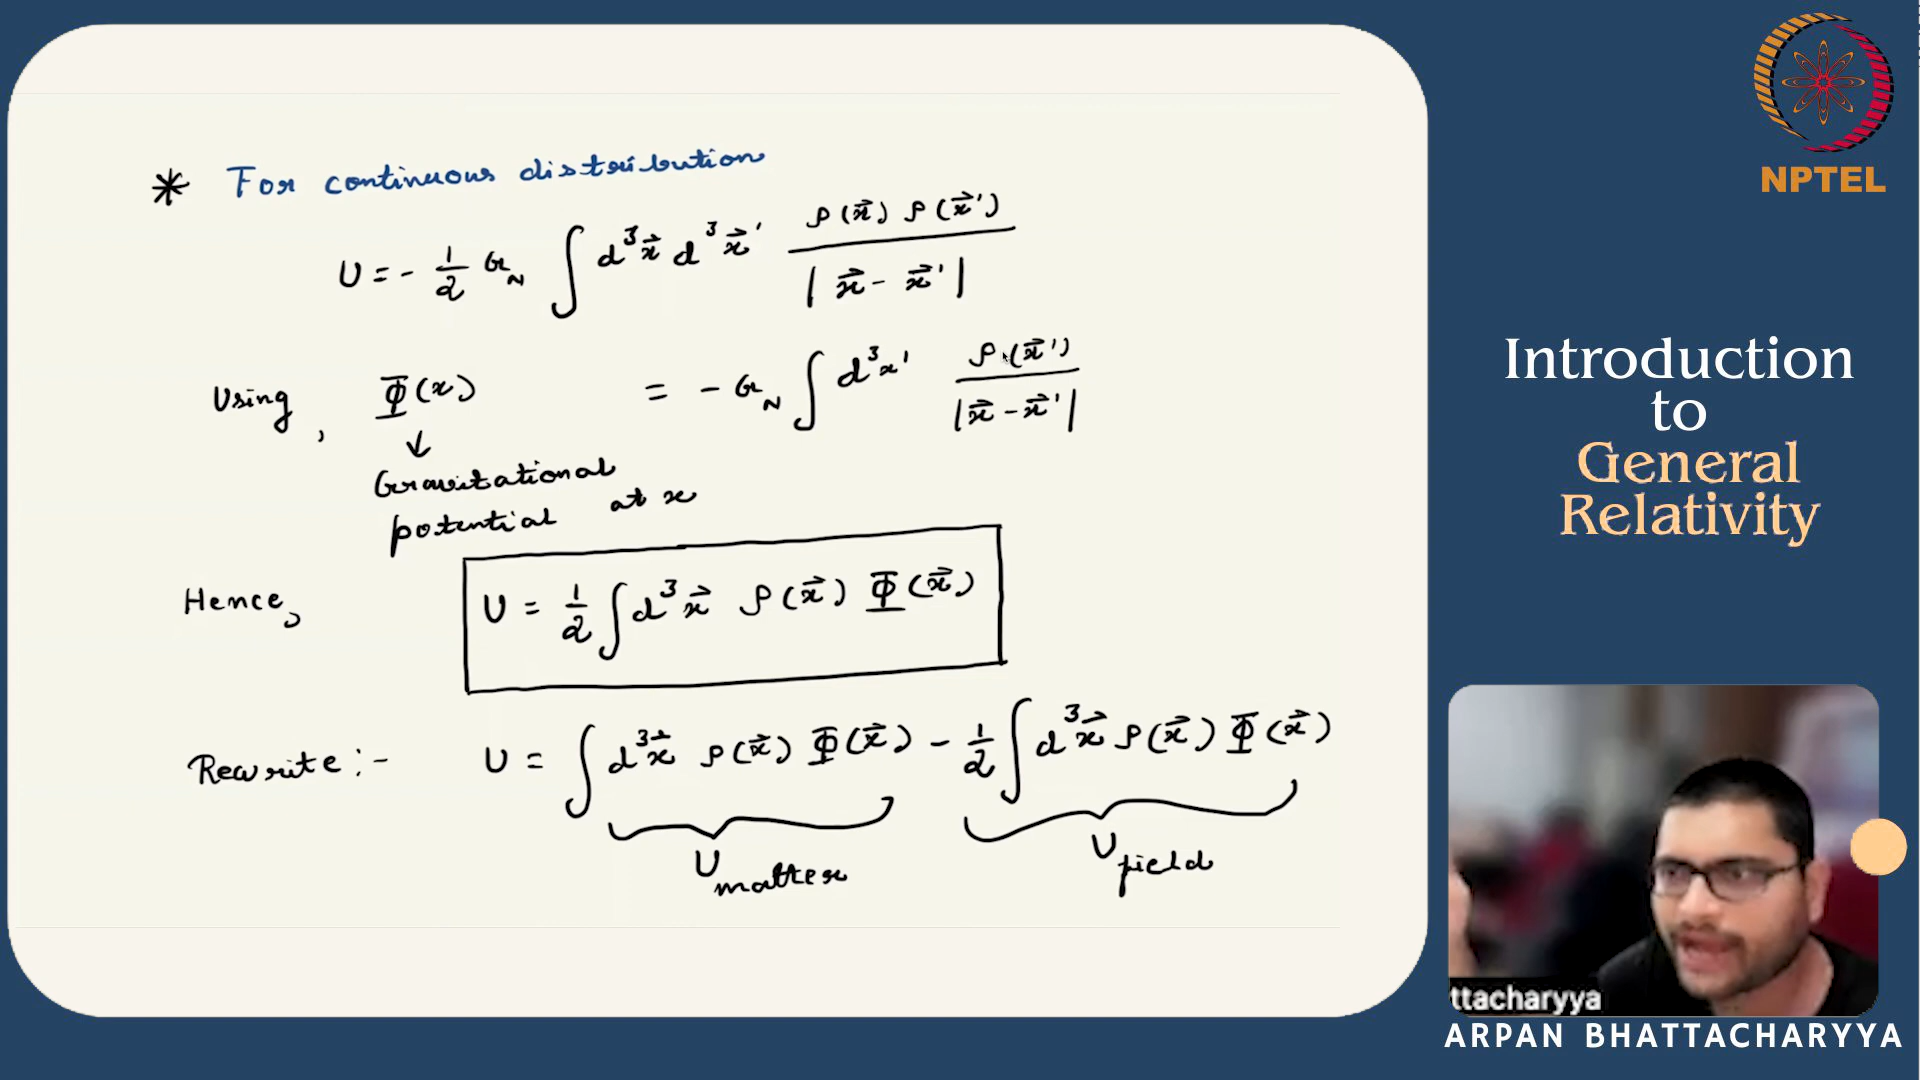 * For continuous distribution
U = - 1/2 G_N ∫ d³x⃗ d³x⃗' ρ(x⃗) ρ(x⃗') / |x⃗ - x⃗'|
Using, Φ(x) = - G_N ∫ d³x' ρ(x⃗') / |x⃗ - x⃗'|
↓
Gravitational
potential at x
Hence, U = 1/2 ∫ d³x⃗ ρ(x⃗) Φ(x⃗)
Rewrite :- U = ∫ d³x⃗ ρ(x⃗) Φ(x⃗) - 1/2 ∫ d³x⃗ ρ(x⃗) Φ(x⃗)
U_matter U_field
NPTEL
Introduction
to
General
Relativity
ttacharyya
ARPAN BHATTACHARYYA